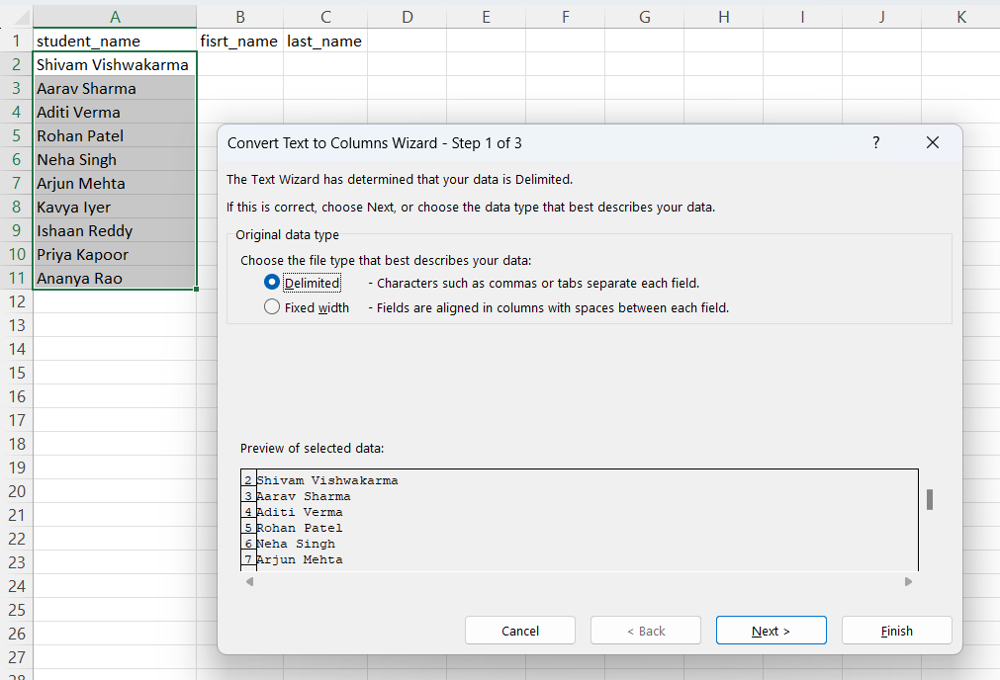 A B C D E F G H I J K
1 student_name fisrt_name last_name
2 Shivam Vishwakarma
3 Aarav Sharma
4 Aditi Verma
5 Rohan Patel
6 Neha Singh
7 Arjun Mehta
8 Kavya Iyer
9 Ishaan Reddy
10 Priya Kapoor
11 Ananya Rao
12
13
14
15
16
17
18
19
20
21
22
23
24
25
26
27
28
Convert Text to Columns Wizard - Step 1 of 3 ?
The Text Wizard has determined that your data is Delimited.
If this is correct, choose Next, or choose the data type that best describes your data.
Original data type
Choose the file type that best describes your data:
Delimited - Characters such as commas or tabs separate each field.
Fixed width - Fields are aligned in columns with spaces between each field.
Preview of selected data:
2 Shivam Vishwakarma
3 Aarav Sharma
4 Aditi Verma
5 Rohan Patel
6 Neha Singh
7 Arjun Mehta
Cancel < Back Next > Finish